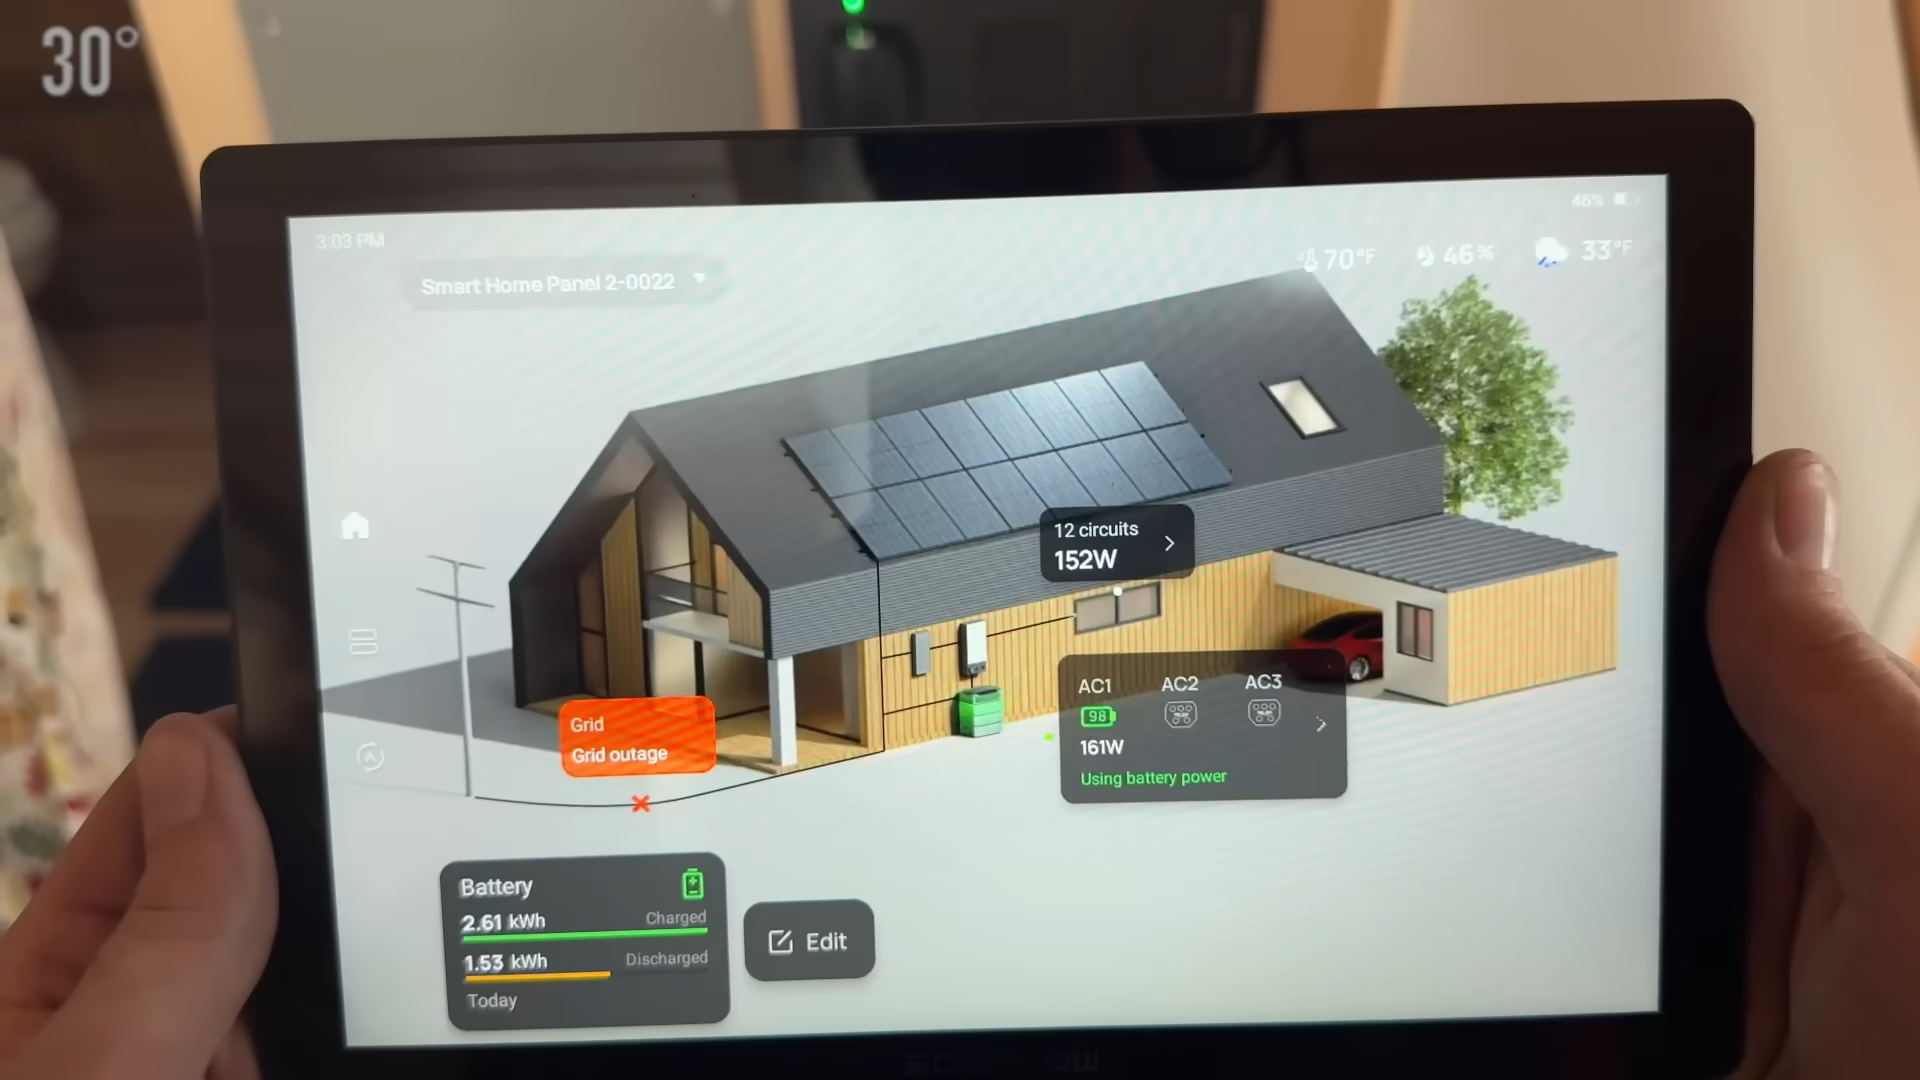 30°
3:03 PM
46%
Smart Home Panel 2-0022
70°F
46%
33°F
12 circuits
152W
AC1
AC2
AC3
98
161W
Using battery power
Grid
Grid outage
Battery
2.61 kWh
Charged
1.53 kWh
Discharged
Today
Edit